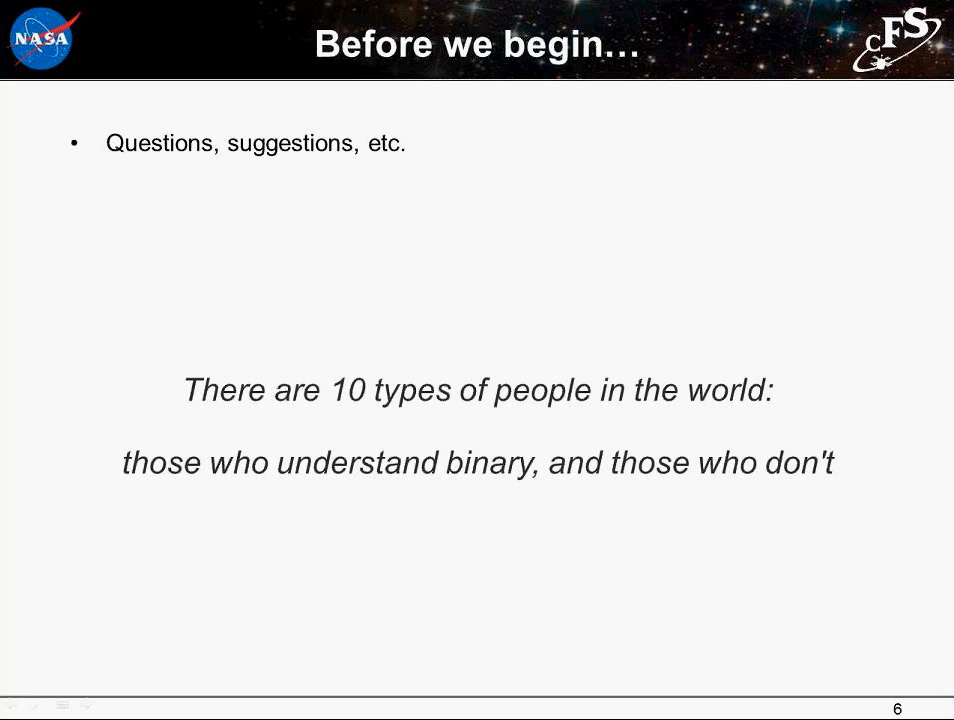 NASA
Before we begin…
CFS
• Questions, suggestions, etc.
There are 10 types of people in the world:
those who understand binary, and those who don't
6